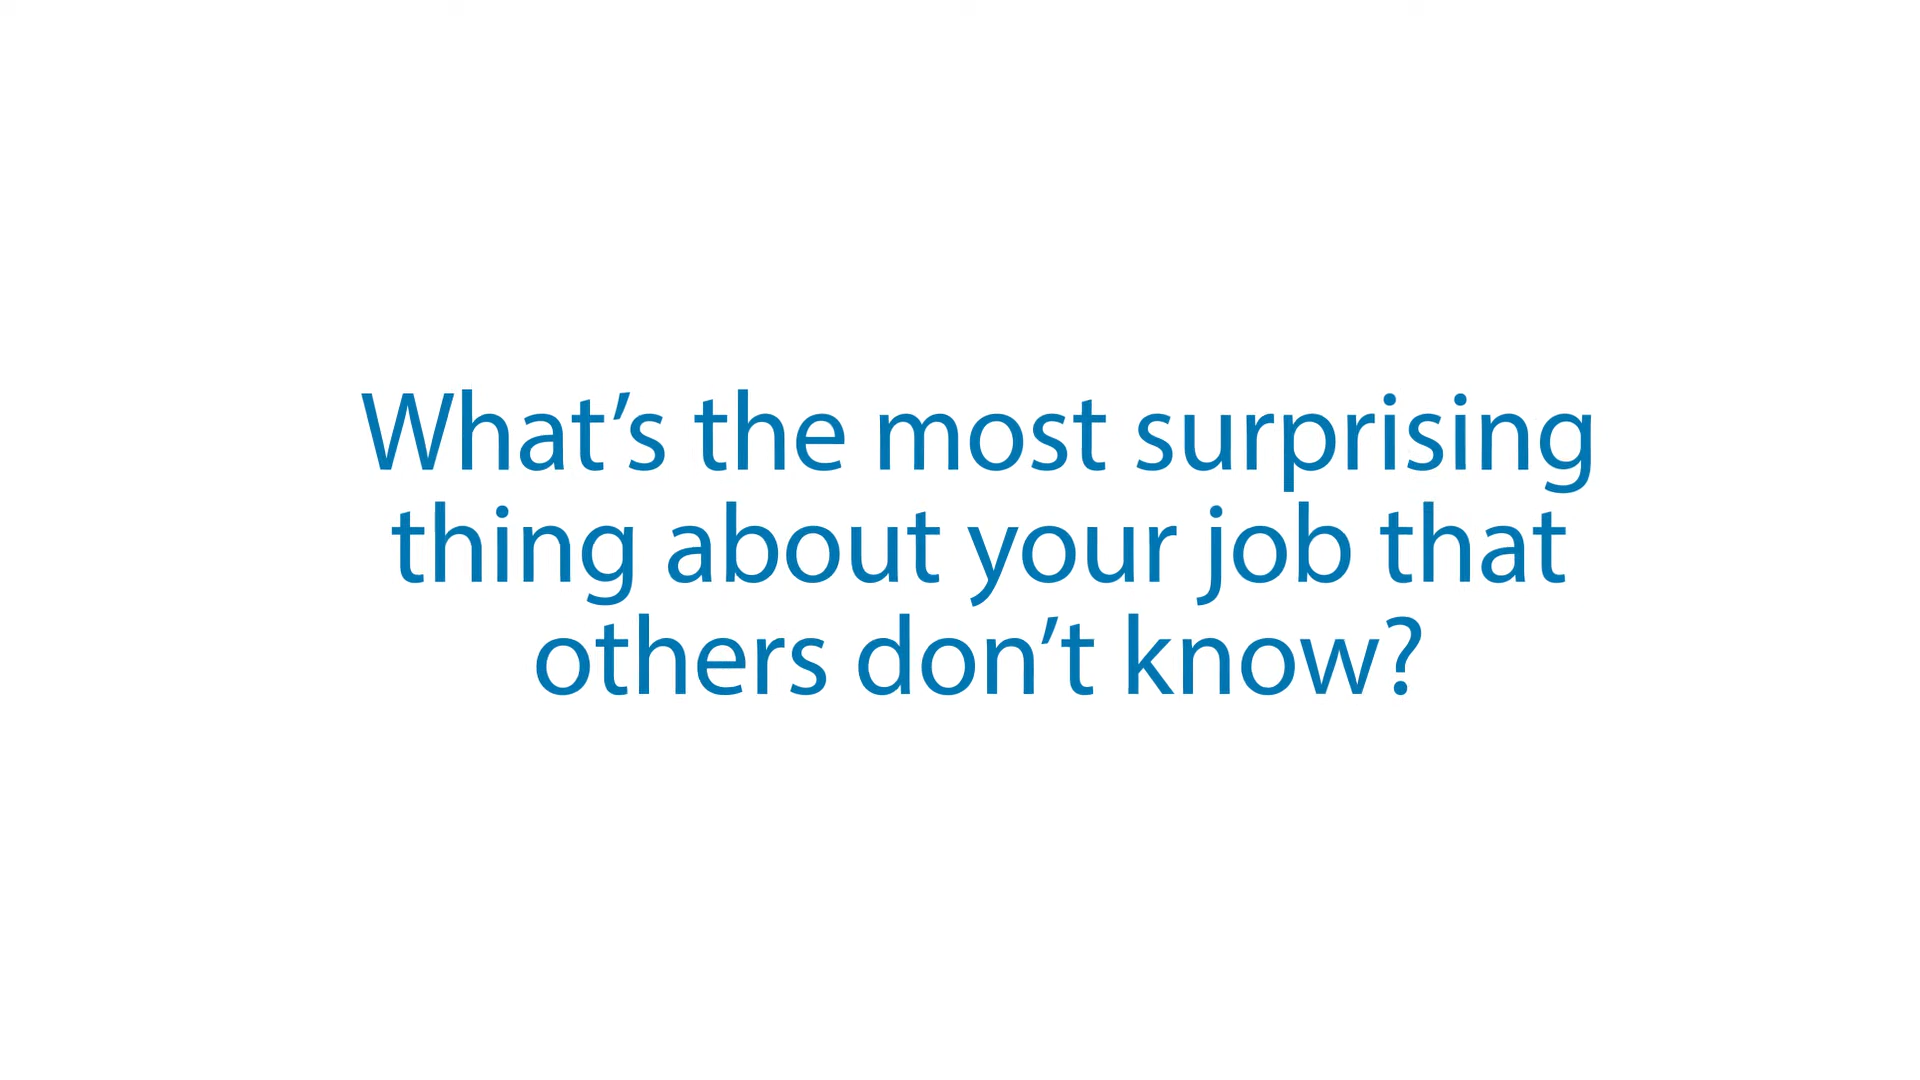 What’s the most surprising
thing about your job that
others don’t know?